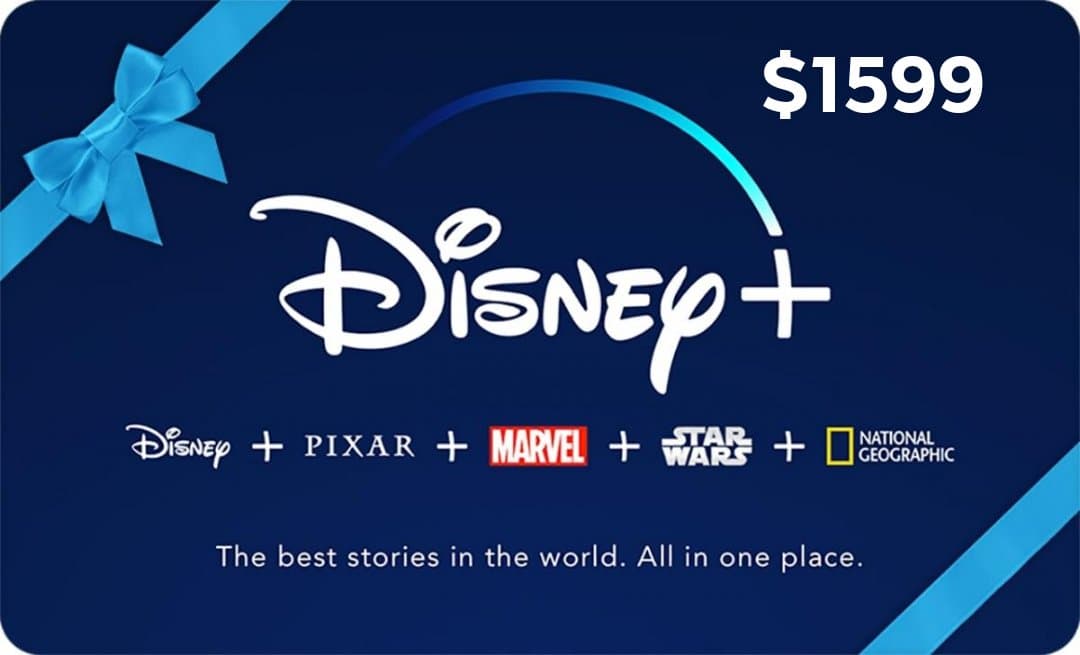 $1599
Disney+
Disney + PIXAR + MARVEL + STAR WARS + NATIONAL GEOGRAPHIC
The best stories in the world. All in one place.